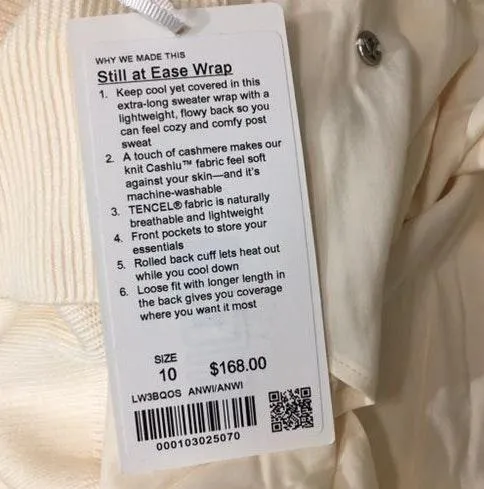 WHY WE MADE THIS
Still at Ease Wrap
1. Keep cool yet covered in this
extra-long sweater wrap with a
lightweight, flowy back so you
can feel cozy and comfy post
sweat
2. A touch of cashmere makes our
knit Cashlu™ fabric feel soft
against your skin—and it's
machine-washable
3. TENCEL® fabric is naturally
breathable and lightweight
4. Front pockets to store your
essentials
5. Rolled back cuff lets heat out
while you cool down
6. Loose fit with longer length in
the back gives you coverage
where you want it most
SIZE
10 $168.00
LW3BQOS ANWI/ANWI
000103025070